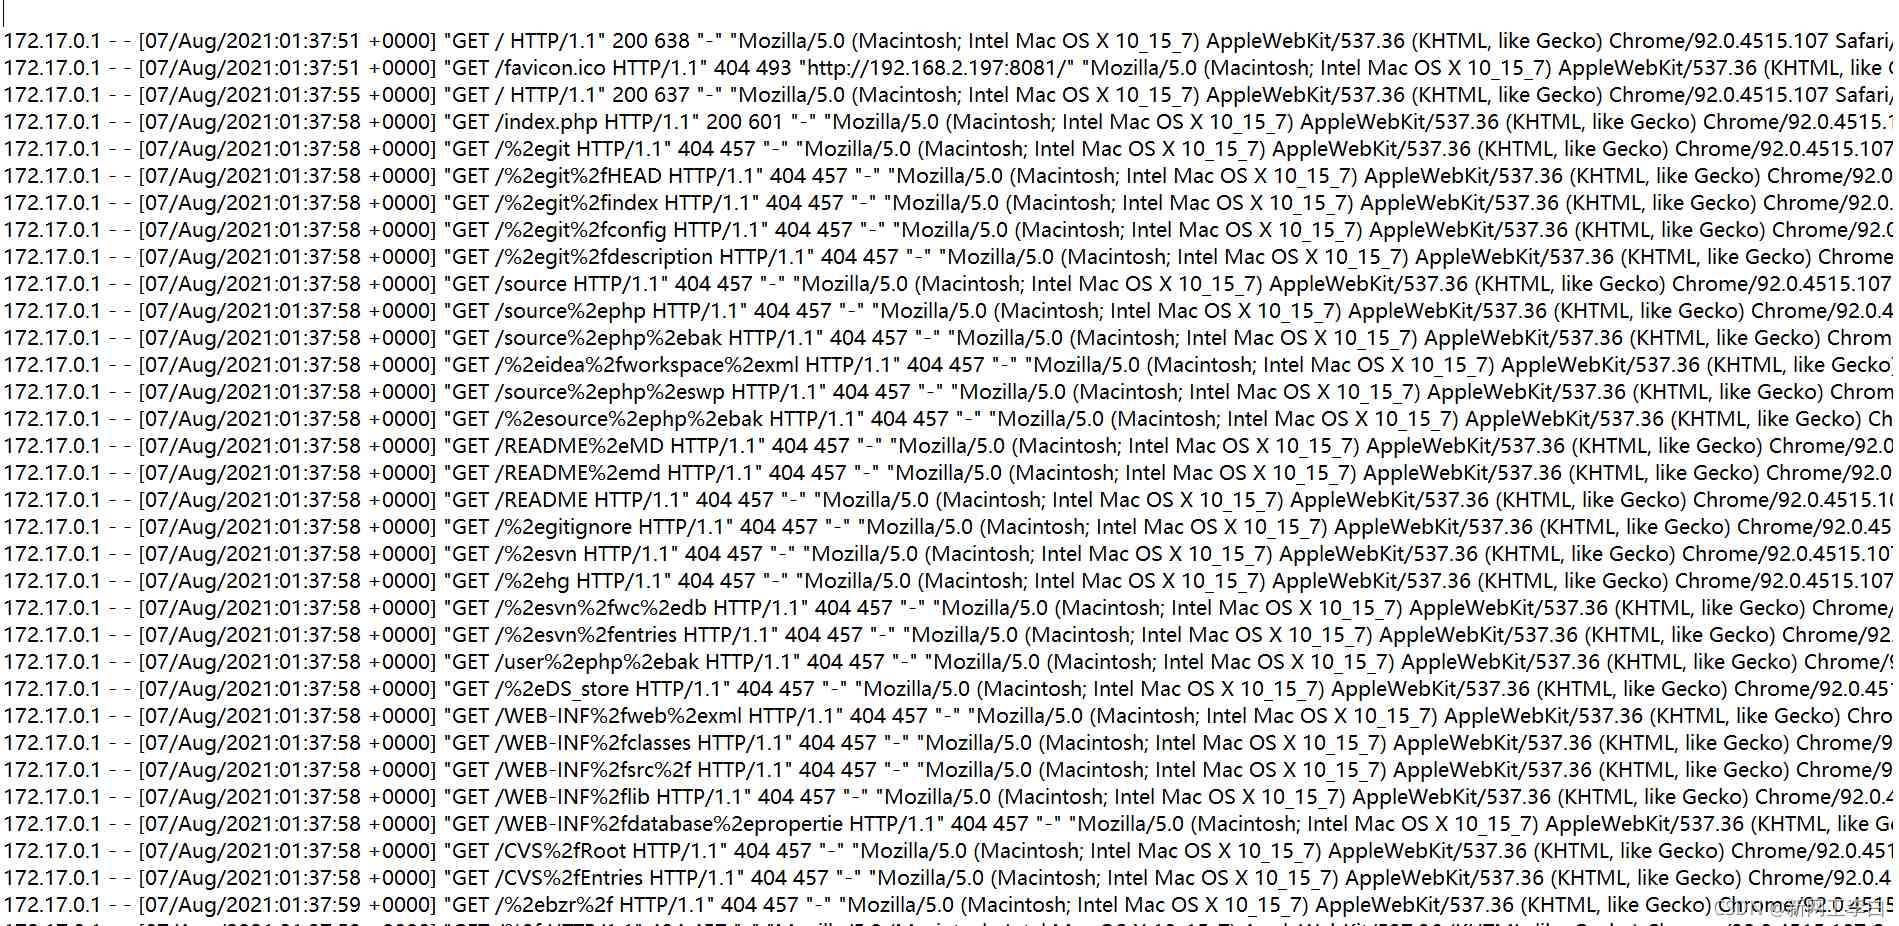 172.17.0.1 - - [07/Aug/2021:01:37:51 +0000] "GET / HTTP/1.1" 200 638 "-" "Mozilla/5.0 (Macintosh; Intel Mac OS X 10_15_7) AppleWebKit/537.36 (KHTML, like Gecko) Chrome/92.0.4515.107 Safari/
172.17.0.1 - - [07/Aug/2021:01:37:51 +0000] "GET /favicon.ico HTTP/1.1" 404 493 "http://192.168.2.197:8081/" "Mozilla/5.0 (Macintosh; Intel Mac OS X 10_15_7) AppleWebKit/537.36 (KHTML, like
172.17.0.1 - - [07/Aug/2021:01:37:55 +0000] "GET / HTTP/1.1" 200 637 "-" "Mozilla/5.0 (Macintosh; Intel Mac OS X 10_15_7) AppleWebKit/537.36 (KHTML, like Gecko) Chrome/92.0.4515.107 Safari/
172.17.0.1 - - [07/Aug/2021:01:37:58 +0000] "GET /index.php HTTP/1.1" 200 601 "-" "Mozilla/5.0 (Macintosh; Intel Mac OS X 10_15_7) AppleWebKit/537.36 (KHTML, like Gecko) Chrome/92.0.4515.1
172.17.0.1 - - [07/Aug/2021:01:37:58 +0000] "GET /%2egit HTTP/1.1" 404 457 "-" "Mozilla/5.0 (Macintosh; Intel Mac OS X 10_15_7) AppleWebKit/537.36 (KHTML, like Gecko) Chrome/92.0.4515.107
172.17.0.1 - - [07/Aug/2021:01:37:58 +0000] "GET /%2egit%2fHEAD HTTP/1.1" 404 457 "-" "Mozilla/5.0 (Macintosh; Intel Mac OS X 10_15_7) AppleWebKit/537.36 (KHTML, like Gecko) Chrome/92.0
172.17.0.1 - - [07/Aug/2021:01:37:58 +0000] "GET /%2egit%2findex HTTP/1.1" 404 457 "-" "Mozilla/5.0 (Macintosh; Intel Mac OS X 10_15_7) AppleWebKit/537.36 (KHTML, like Gecko) Chrome/92.0.
172.17.0.1 - - [07/Aug/2021:01:37:58 +0000] "GET /%2egit%2fconfig HTTP/1.1" 404 457 "-" "Mozilla/5.0 (Macintosh; Intel Mac OS X 10_15_7) AppleWebKit/537.36 (KHTML, like Gecko) Chrome/92.0
172.17.0.1 - - [07/Aug/2021:01:37:58 +0000] "GET /%2egit%2fdescription HTTP/1.1" 404 457 "-" "Mozilla/5.0 (Macintosh; Intel Mac OS X 10_15_7) AppleWebKit/537.36 (KHTML, like Gecko) Chrome
172.17.0.1 - - [07/Aug/2021:01:37:58 +0000] "GET /source HTTP/1.1" 404 457 "-" "Mozilla/5.0 (Macintosh; Intel Mac OS X 10_15_7) AppleWebKit/537.36 (KHTML, like Gecko) Chrome/92.0.4515.107
172.17.0.1 - - [07/Aug/2021:01:37:58 +0000] "GET /source%2ephp HTTP/1.1" 404 457 "-" "Mozilla/5.0 (Macintosh; Intel Mac OS X 10_15_7) AppleWebKit/537.36 (KHTML, like Gecko) Chrome/92.0.4
172.17.0.1 - - [07/Aug/2021:01:37:58 +0000] "GET /source%2ephp%2ebak HTTP/1.1" 404 457 "-" "Mozilla/5.0 (Macintosh; Intel Mac OS X 10_15_7) AppleWebKit/537.36 (KHTML, like Gecko) Chrom
172.17.0.1 - - [07/Aug/2021:01:37:58 +0000] "GET /%2eidea%2fworkspace%2exml HTTP/1.1" 404 457 "-" "Mozilla/5.0 (Macintosh; Intel Mac OS X 10_15_7) AppleWebKit/537.36 (KHTML, like Gecko)
172.17.0.1 - - [07/Aug/2021:01:37:58 +0000] "GET /source%2ephp%2eswp HTTP/1.1" 404 457 "-" "Mozilla/5.0 (Macintosh; Intel Mac OS X 10_15_7) AppleWebKit/537.36 (KHTML, like Gecko) Chrom
172.17.0.1 - - [07/Aug/2021:01:37:58 +0000] "GET /%2esource%2ephp%2ebak HTTP/1.1" 404 457 "-" "Mozilla/5.0 (Macintosh; Intel Mac OS X 10_15_7) AppleWebKit/537.36 (KHTML, like Gecko) Ch
172.17.0.1 - - [07/Aug/2021:01:37:58 +0000] "GET /README%2eMD HTTP/1.1" 404 457 "-" "Mozilla/5.0 (Macintosh; Intel Mac OS X 10_15_7) AppleWebKit/537.36 (KHTML, like Gecko) Chrome/92.0
172.17.0.1 - - [07/Aug/2021:01:37:58 +0000] "GET /README%2emd HTTP/1.1" 404 457 "-" "Mozilla/5.0 (Macintosh; Intel Mac OS X 10_15_7) AppleWebKit/537.36 (KHTML, like Gecko) Chrome/92.0
172.17.0.1 - - [07/Aug/2021:01:37:58 +0000] "GET /README HTTP/1.1" 404 457 "-" "Mozilla/5.0 (Macintosh; Intel Mac OS X 10_15_7) AppleWebKit/537.36 (KHTML, like Gecko) Chrome/92.0.4515.10
172.17.0.1 - - [07/Aug/2021:01:37:58 +0000] "GET /%2egitignore HTTP/1.1" 404 457 "-" "Mozilla/5.0 (Macintosh; Intel Mac OS X 10_15_7) AppleWebKit/537.36 (KHTML, like Gecko) Chrome/92.0.45
172.17.0.1 - - [07/Aug/2021:01:37:58 +0000] "GET /%2esvn HTTP/1.1" 404 457 "-" "Mozilla/5.0 (Macintosh; Intel Mac OS X 10_15_7) AppleWebKit/537.36 (KHTML, like Gecko) Chrome/92.0.4515.107
172.17.0.1 - - [07/Aug/2021:01:37:58 +0000] "GET /%2ehg HTTP/1.1" 404 457 "-" "Mozilla/5.0 (Macintosh; Intel Mac OS X 10_15_7) AppleWebKit/537.36 (KHTML, like Gecko) Chrome/92.0.4515.107
172.17.0.1 - - [07/Aug/2021:01:37:58 +0000] "GET /%2esvn%2fwc%2edb HTTP/1.1" 404 457 "-" "Mozilla/5.0 (Macintosh; Intel Mac OS X 10_15_7) AppleWebKit/537.36 (KHTML, like Gecko) Chrome/
172.17.0.1 - - [07/Aug/2021:01:37:58 +0000] "GET /%2esvn%2fentries HTTP/1.1" 404 457 "-" "Mozilla/5.0 (Macintosh; Intel Mac OS X 10_15_7) AppleWebKit/537.36 (KHTML, like Gecko) Chrome/92.
172.17.0.1 - - [07/Aug/2021:01:37:58 +0000] "GET /user%2ephp%2ebak HTTP/1.1" 404 457 "-" "Mozilla/5.0 (Macintosh; Intel Mac OS X 10_15_7) AppleWebKit/537.36 (KHTML, like Gecko) Chrome/9
172.17.0.1 - - [07/Aug/2021:01:37:58 +0000] "GET /%2eDS_store HTTP/1.1" 404 457 "-" "Mozilla/5.0 (Macintosh; Intel Mac OS X 10_15_7) AppleWebKit/537.36 (KHTML, like Gecko) Chrome/92.0.451
172.17.0.1 - - [07/Aug/2021:01:37:58 +0000] "GET /WEB-INF%2fweb%2exml HTTP/1.1" 404 457 "-" "Mozilla/5.0 (Macintosh; Intel Mac OS X 10_15_7) AppleWebKit/537.36 (KHTML, like Gecko) Chro
172.17.0.1 - - [07/Aug/2021:01:37:58 +0000] "GET /WEB-INF%2fclasses HTTP/1.1" 404 457 "-" "Mozilla/5.0 (Macintosh; Intel Mac OS X 10_15_7) AppleWebKit/537.36 (KHTML, like Gecko) Chrome/9
172.17.0.1 - - [07/Aug/2021:01:37:58 +0000] "GET /WEB-INF%2fsrc%2f HTTP/1.1" 404 457 "-" "Mozilla/5.0 (Macintosh; Intel Mac OS X 10_15_7) AppleWebKit/537.36 (KHTML, like Gecko) Chrome/9
172.17.0.1 - - [07/Aug/2021:01:37:58 +0000] "GET /WEB-INF%2flib HTTP/1.1" 404 457 "-" "Mozilla/5.0 (Macintosh; Intel Mac OS X 10_15_7) AppleWebKit/537.36 (KHTML, like Gecko) Chrome/92.0.4
172.17.0.1 - - [07/Aug/2021:01:37:58 +0000] "GET /WEB-INF%2fdatabase%2epropertie HTTP/1.1" 404 457 "-" "Mozilla/5.0 (Macintosh; Intel Mac OS X 10_15_7) AppleWebKit/537.36 (KHTML, like Ge
172.17.0.1 - - [07/Aug/2021:01:37:58 +0000] "GET /CVS%2fRoot HTTP/1.1" 404 457 "-" "Mozilla/5.0 (Macintosh; Intel Mac OS X 10_15_7) AppleWebKit/537.36 (KHTML, like Gecko) Chrome/92.0.451
172.17.0.1 - - [07/Aug/2021:01:37:58 +0000] "GET /CVS%2fEntries HTTP/1.1" 404 457 "-" "Mozilla/5.0 (Macintosh; Intel Mac OS X 10_15_7) AppleWebKit/537.36 (KHTML, like Gecko) Chrome/92.0.4
172.17.0.1 - - [07/Aug/2021:01:37:59 +0000] "GET /%2ebzr%2f HTTP/1.1" 404 457 "-" "Mozilla/5.0 (Macintosh; Intel Mac OS X 10_15_7) AppleWebKit/537.36 (KHTML, like Gecko) Chrome/92.0.4515
CSDN @新网工李白